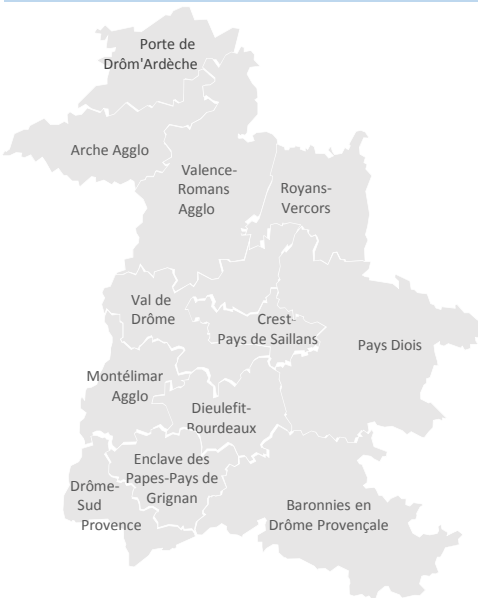 Porte de
Drôm'Ardèche
Arche Agglo
Valence-
Romans
Agglo
Royans-
Vercors
Val de
Drôme
Crest-
Pays de Saillans
Pays Diois
Montélimar
Agglo
Dieulefit-
Bourdeaux
Enclave des
Papes-Pays de
Grignan
Drôme-
Sud
Provence
Baronnies en
Drôme Provençale